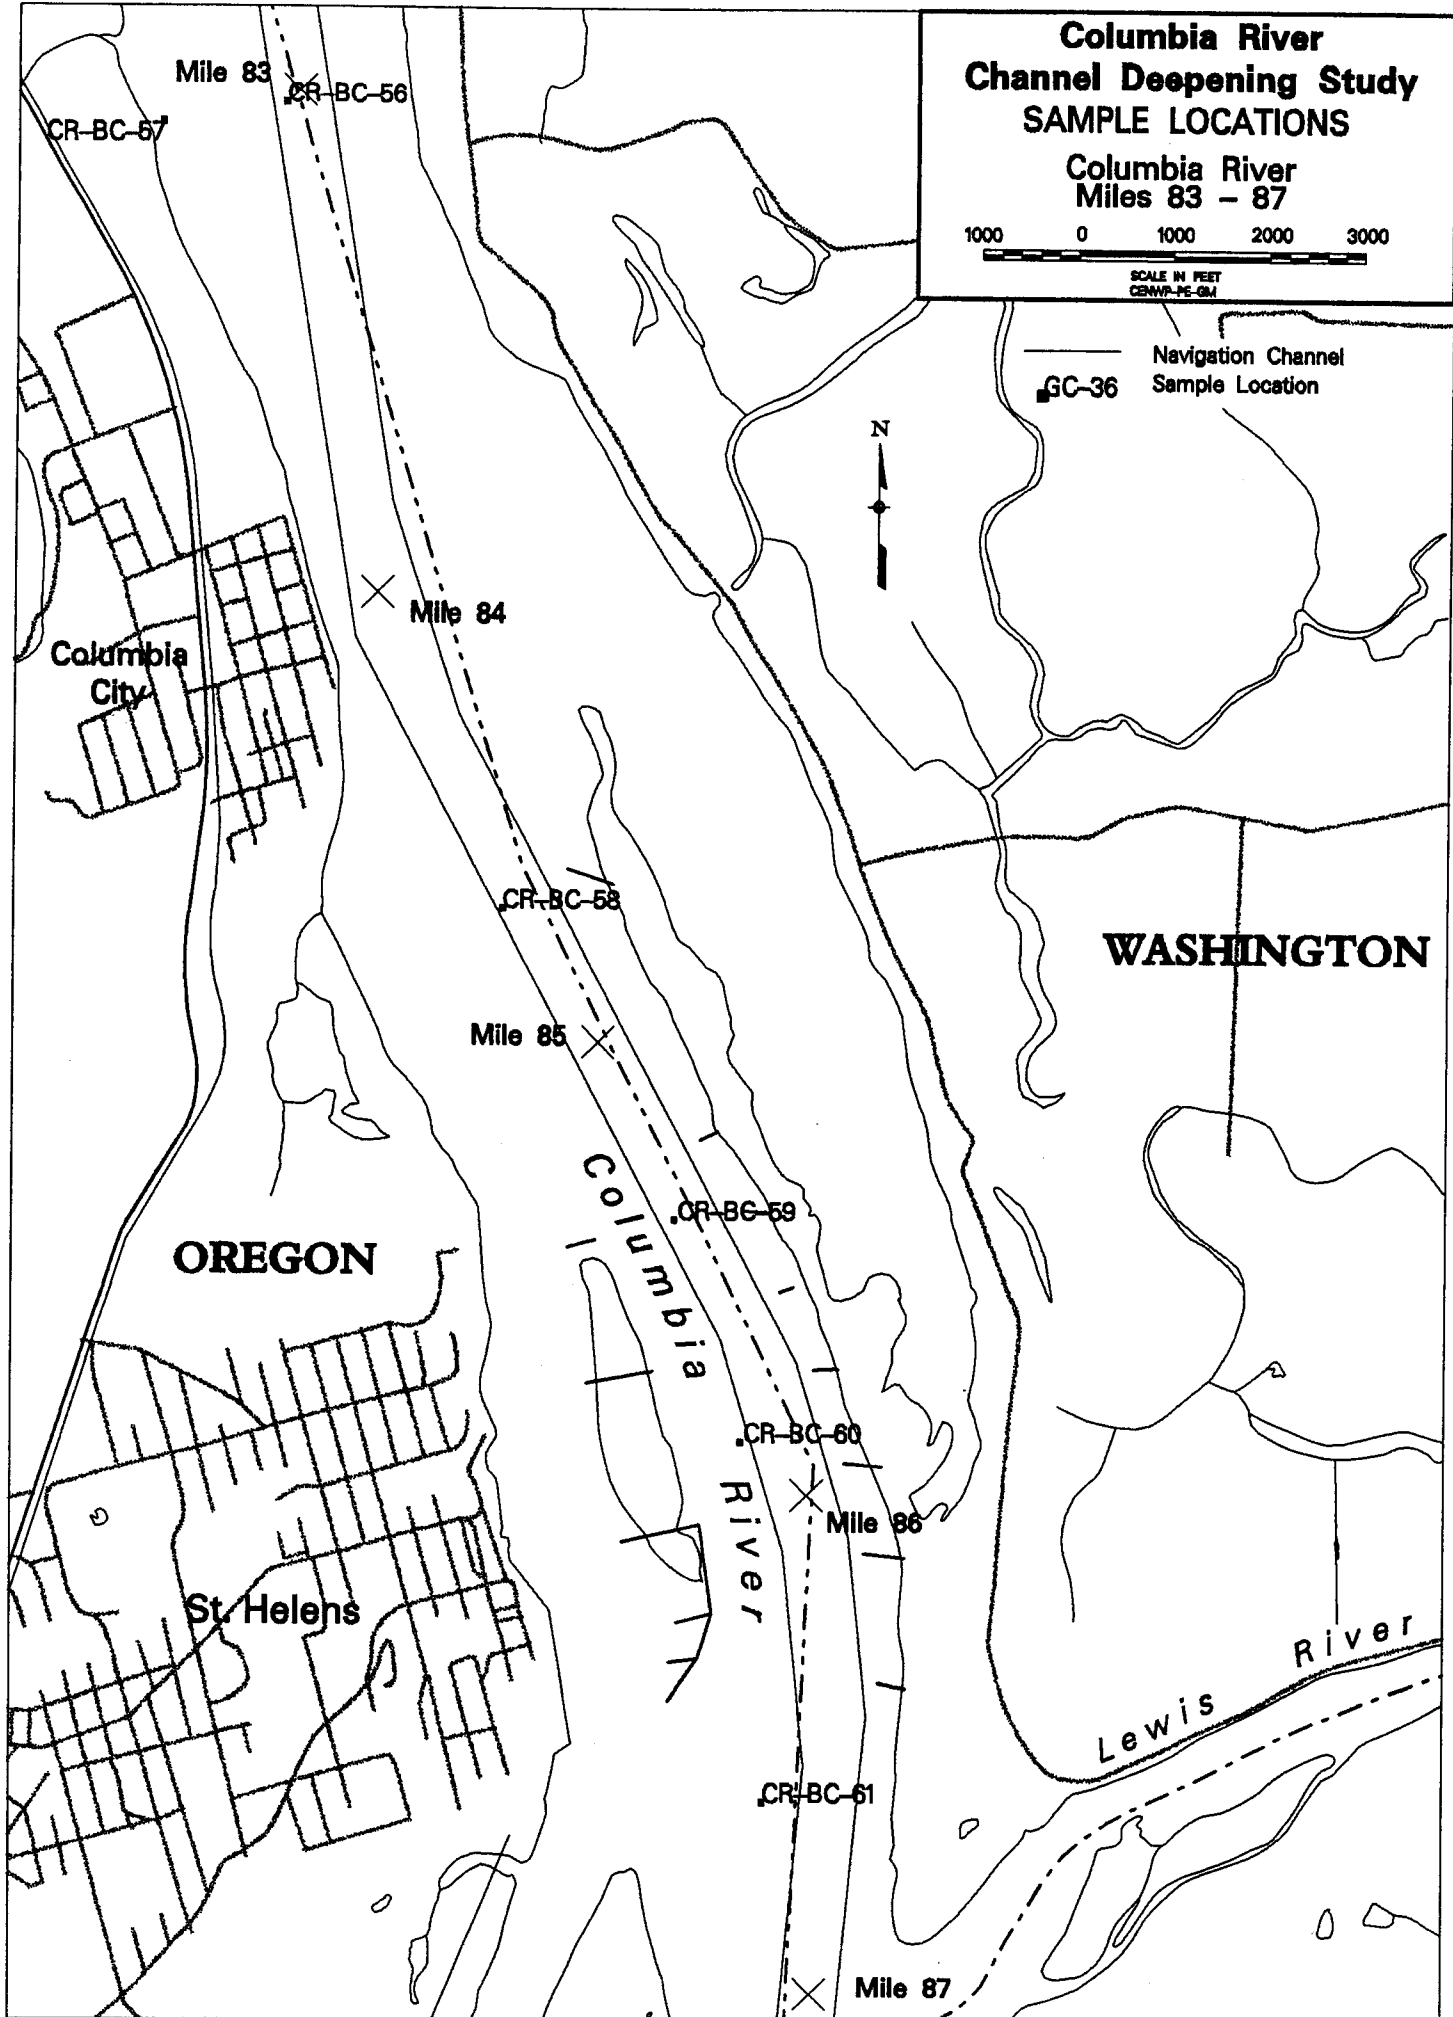 Columbia River
Channel Deepening Study
SAMPLE LOCATIONS
Columbia River
Miles 83 – 87
1000 0 1000 2000 3000
SCALE IN FEET
CENWP-PE-GM
Navigation Channel
GC–36 Sample Location
N
Mile 83
CR–BC–56
CR–BC–57
Mile 84
Columbia
City
CR–BC–58
WASHINGTON
Mile 85
Columbia
CR–BC–59
OREGON
CR–BC–60
River
Mile 86
St. Helens
Lewis River
CR–BC–61
Mile 87